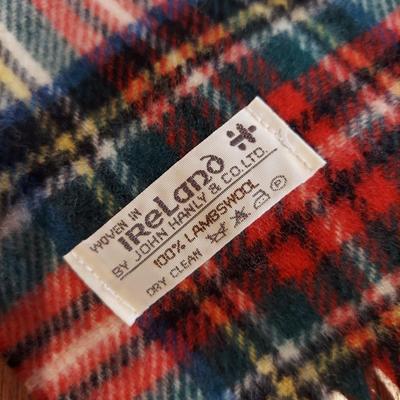 WOVEN IN
IReLand
BY JOHN HANLY & CO.LTD.
100% LAMBSWOOL
DRY CLEAN P